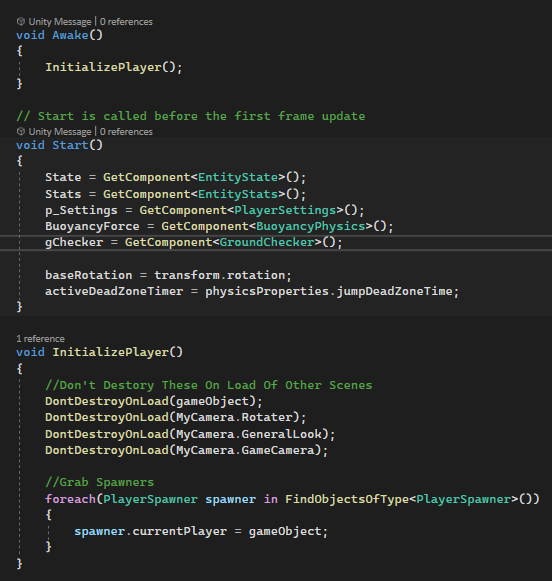 Unity Message | 0 references
void Awake()
{
InitializePlayer();
}
// Start is called before the first frame update
Unity Message | 0 references
void Start()
{
State = GetComponent<EntityState>();
Stats = GetComponent<EntityStats>();
p_Settings = GetComponent<PlayerSettings>();
BuoyancyForce = GetComponent<BuoyancyPhysics>();
gChecker = GetComponent<GroundChecker>();
baseRotation = transform.rotation;
activeDeadZoneTimer = physicsProperties.jumpDeadZoneTime;
}
1 reference
void InitializePlayer()
{
//Don't Destory These On Load Of Other Scenes
DontDestroyOnLoad(gameObject);
DontDestroyOnLoad(MyCamera.Rotater);
DontDestroyOnLoad(MyCamera.GeneralLook);
DontDestroyOnLoad(MyCamera.GameCamera);
//Grab Spawners
foreach(PlayerSpawner spawner in FindObjectsOfType<PlayerSpawner>())
{
spawner.currentPlayer = gameObject;
}
}